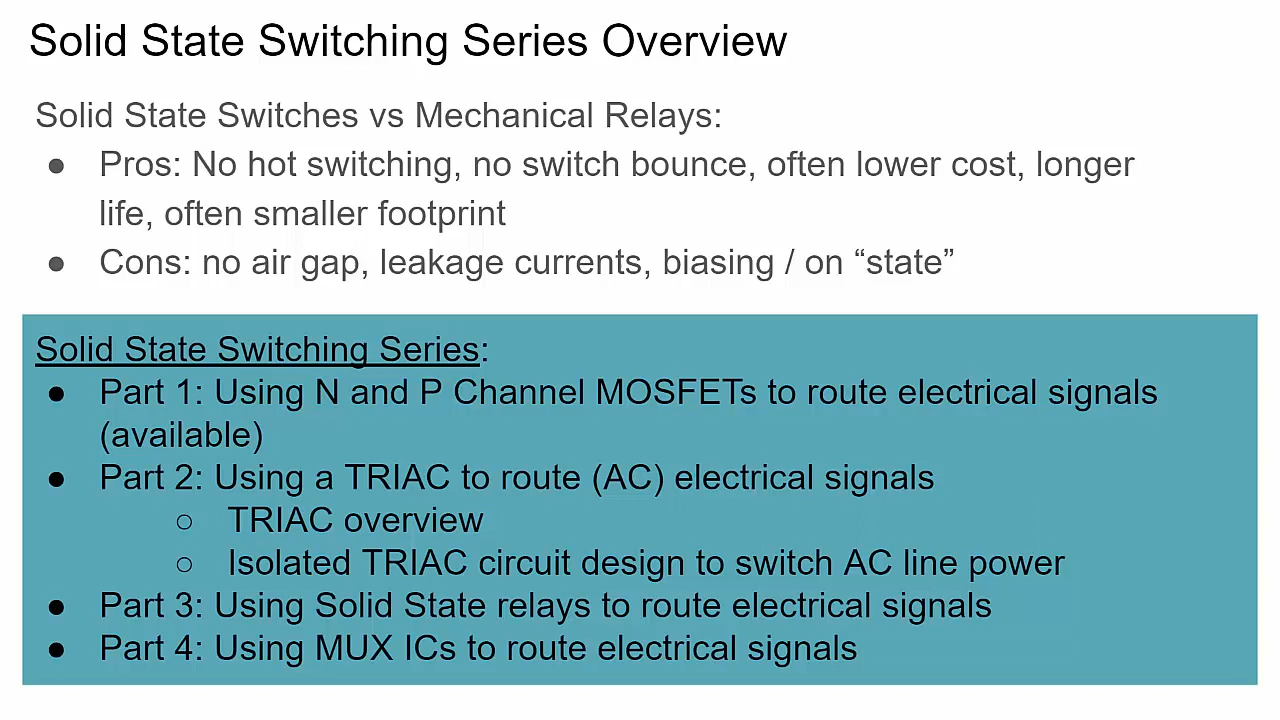 Solid State Switching Series Overview
Solid State Switches vs Mechanical Relays:
● Pros: No hot switching, no switch bounce, often lower cost, longer
life, often smaller footprint
● Cons: no air gap, leakage currents, biasing / on “state”
Solid State Switching Series:
● Part 1: Using N and P Channel MOSFETs to route electrical signals
(available)
● Part 2: Using a TRIAC to route (AC) electrical signals
○ TRIAC overview
○ Isolated TRIAC circuit design to switch AC line power
● Part 3: Using Solid State relays to route electrical signals
● Part 4: Using MUX ICs to route electrical signals